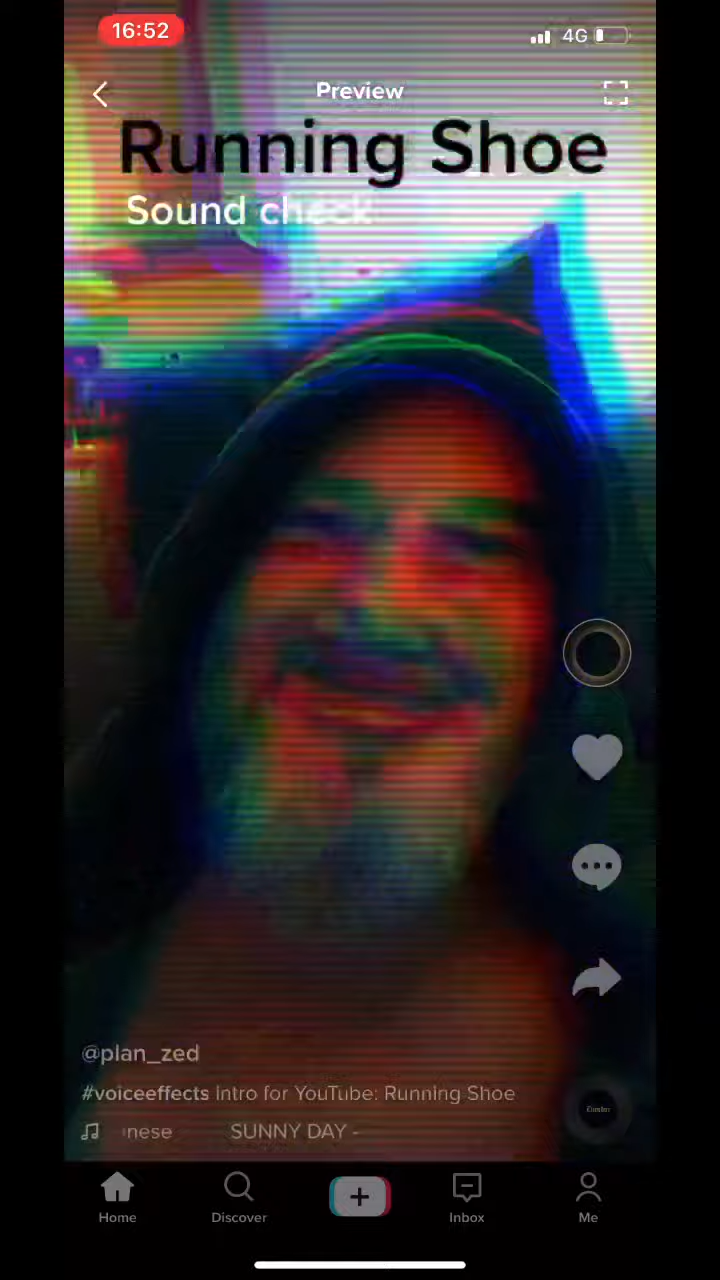 16:52
4G
Preview
Running Shoe
Sound check
@plan_zed
#voiceeffects Intro for YouTube: Running Shoe
nese SUNNY DAY -
Home
Discover
Inbox
Me